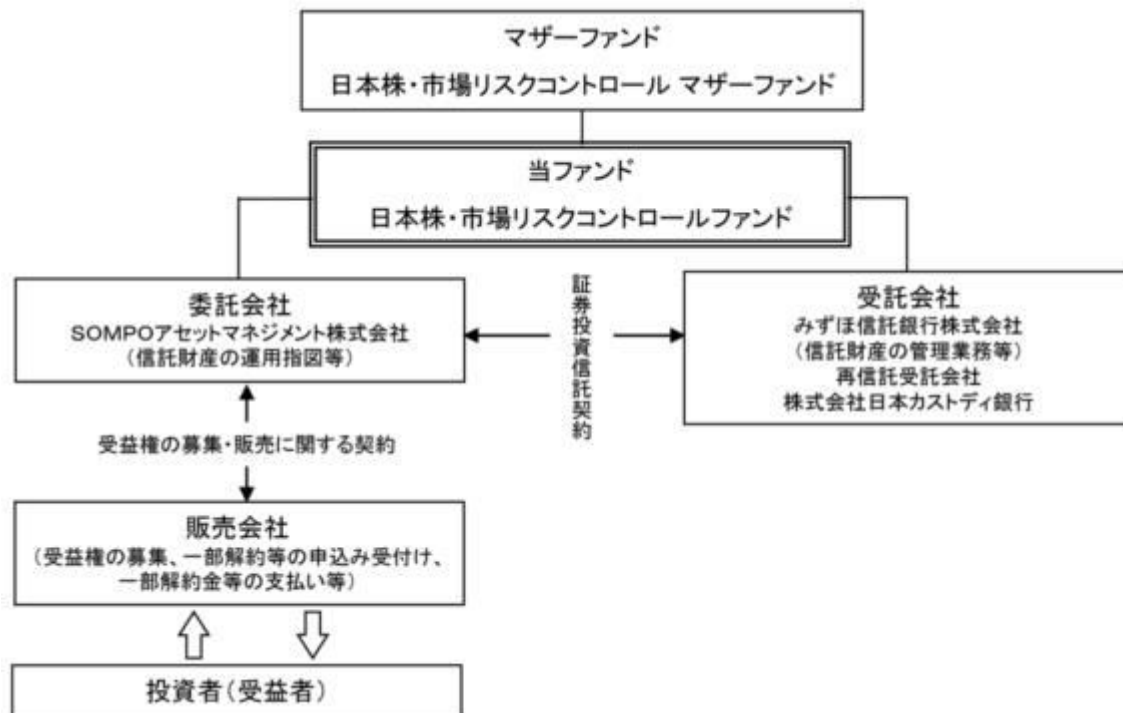 マザーファンド
日本株・市場リスクコントロール マザーファンド
当ファンド
日本株・市場リスクコントロールファンド
委託会社
SOMPOアセットマネジメント株式会社
(信託財産の運用指図等)
証券投資信託契約
受託会社
みずほ信託銀行株式会社
(信託財産の管理業務等)
再信託受託会社
株式会社日本カストディ銀行
受益権の募集・販売に関する契約
販売会社
(受益権の募集、一部解約等の申込み受付け、
一部解約金等の支払い等)
投資者(受益者)